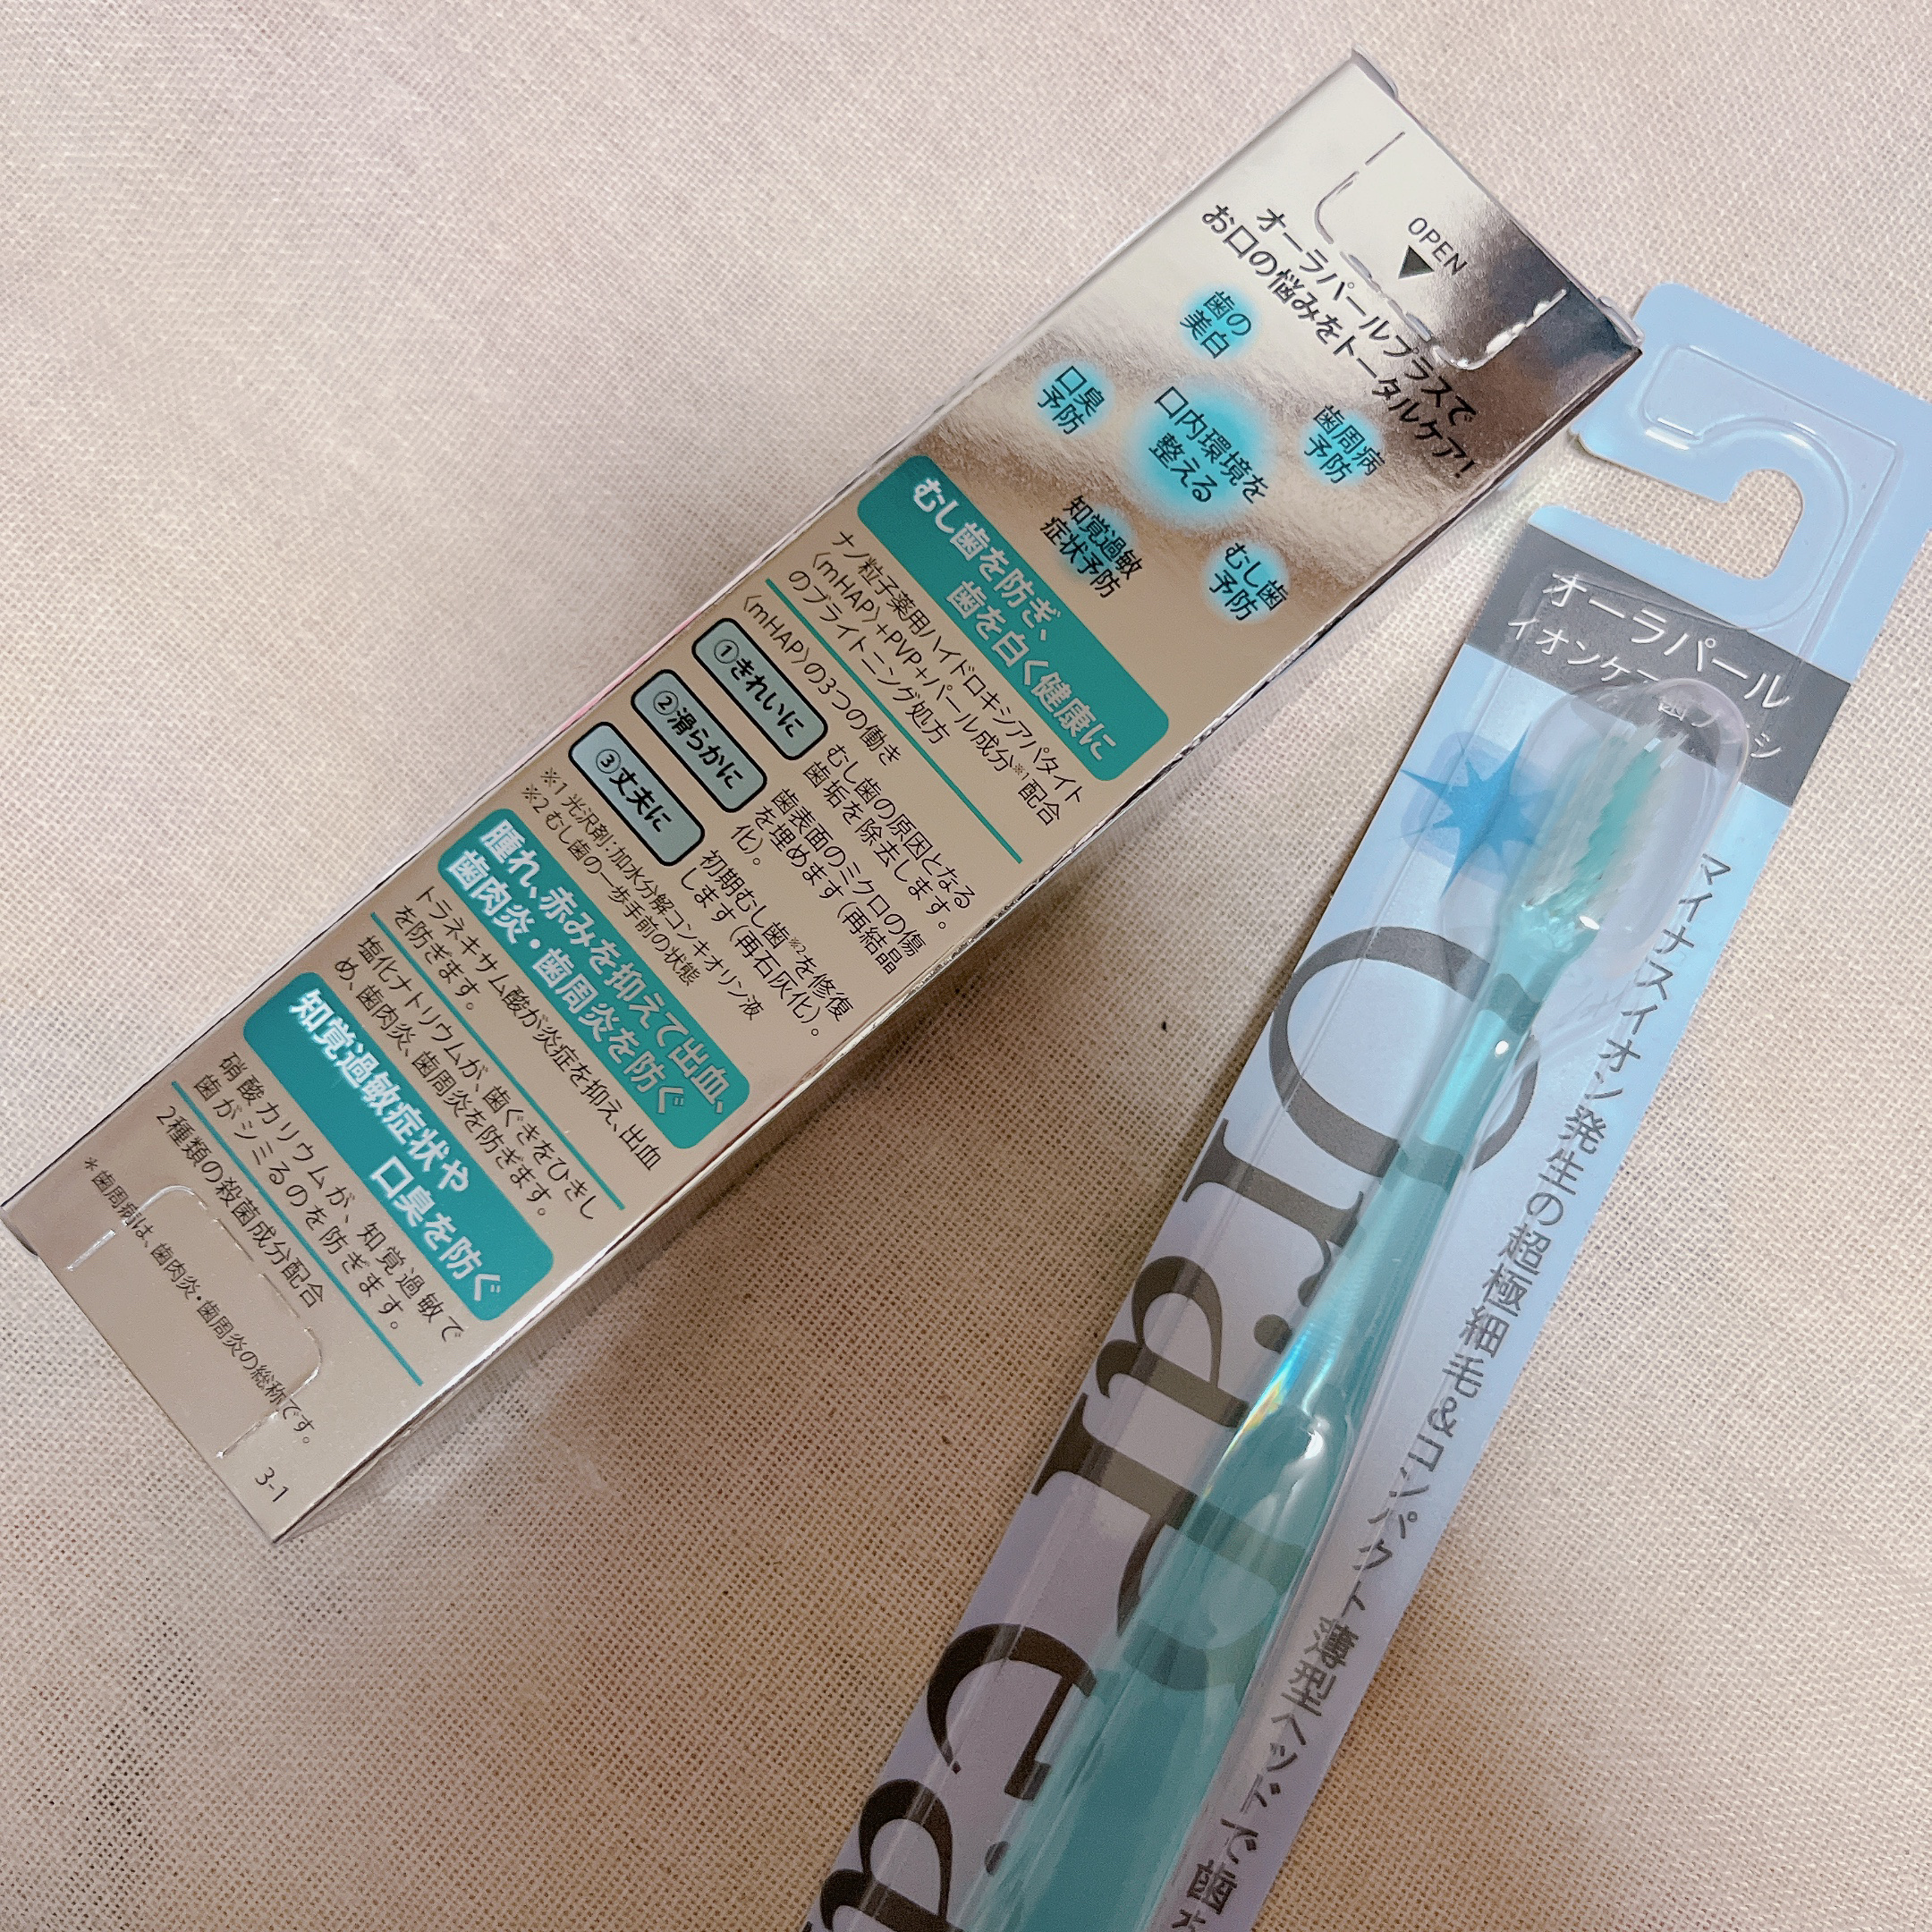 OPEN
オーラパールプラスで
お口の悩みをトータルケア!
歯の
美白
口臭
予防
口内環境を
整える
歯周病
予防
知覚過敏
症状予防
むし歯
予防
むし歯を防ぎ、
歯を白く健康に
ナノ粒子薬用ハイドロキシアパタイト
〈mHAP〉+PVP+パール成分※1配合
のブライトニング処方
〈mHAP〉の3つの働き
①きれいに
むし歯の原因となる
歯垢を除去します。
②滑らかに
歯表面のミクロの傷
を埋めます(再結晶
化)。
③丈夫に
初期むし歯※2を修復
します(再石灰化)。
※1 光沢剤:加水分解コンキオリン液
※2 むし歯の一歩手前の状態
腫れ、赤みを抑えて出血、
歯肉炎・歯周炎を防ぐ
トラネキサム酸が炎症を抑え、出血
を防ぎます。
塩化ナトリウムが、歯ぐきをひきし
め、歯肉炎、歯周炎を防ぎます。
知覚過敏症状や
口臭を防ぐ
硝酸カリウムが、知覚過敏で
歯がシミるのを防ぎます。
2種類の殺菌成分配合
*歯周病は、歯肉炎・歯周炎の総称です。
3-1
オーラパール
イオンケア歯ブラシ
マイナスイオン発生の超極細毛&コンパクト薄型ヘッドで歯
Oral